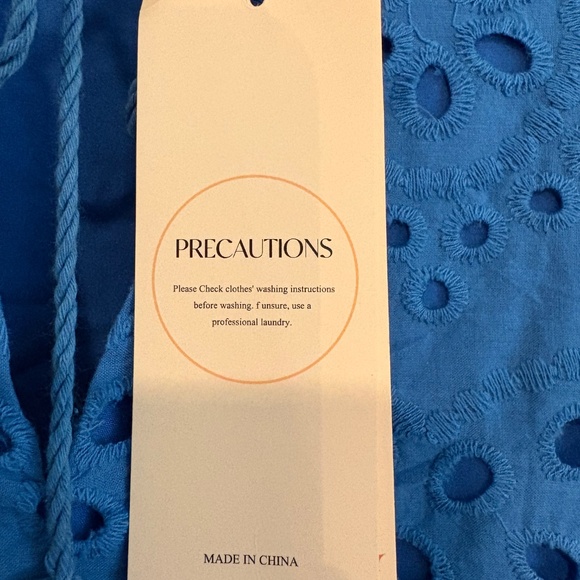 PRECAUTIONS
Please Check clothes' washing instructions
before washing. f unsure, use a
professional laundry.
MADE IN CHINA